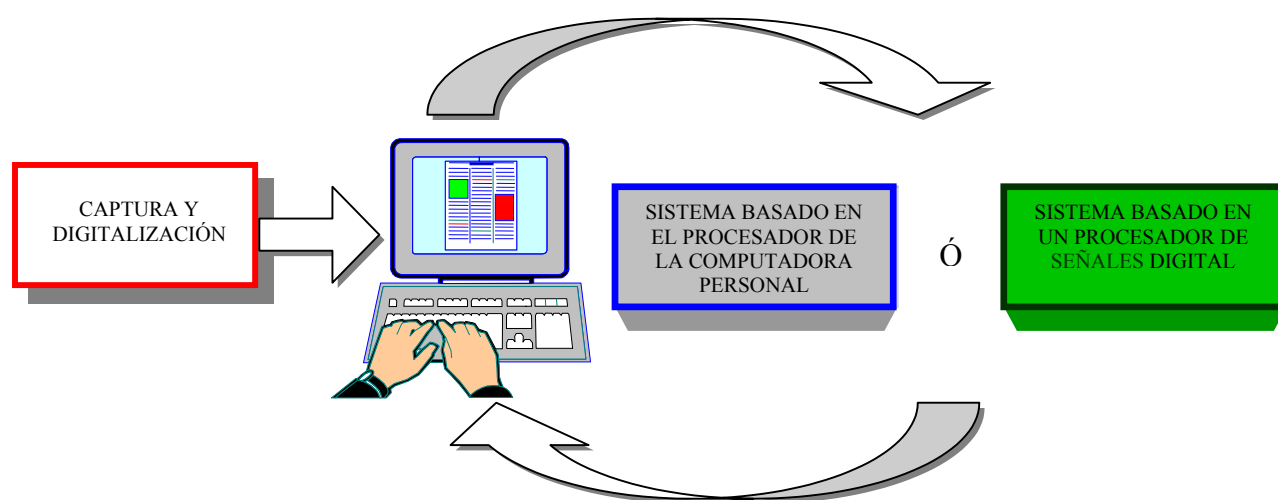 CAPTURA Y
DIGITALIZACIÓN
SISTEMA BASADO EN
EL PROCESADOR DE
LA COMPUTADORA
PERSONAL
Ó
SISTEMA BASADO EN
UN PROCESADOR DE
SEÑALES DIGITAL